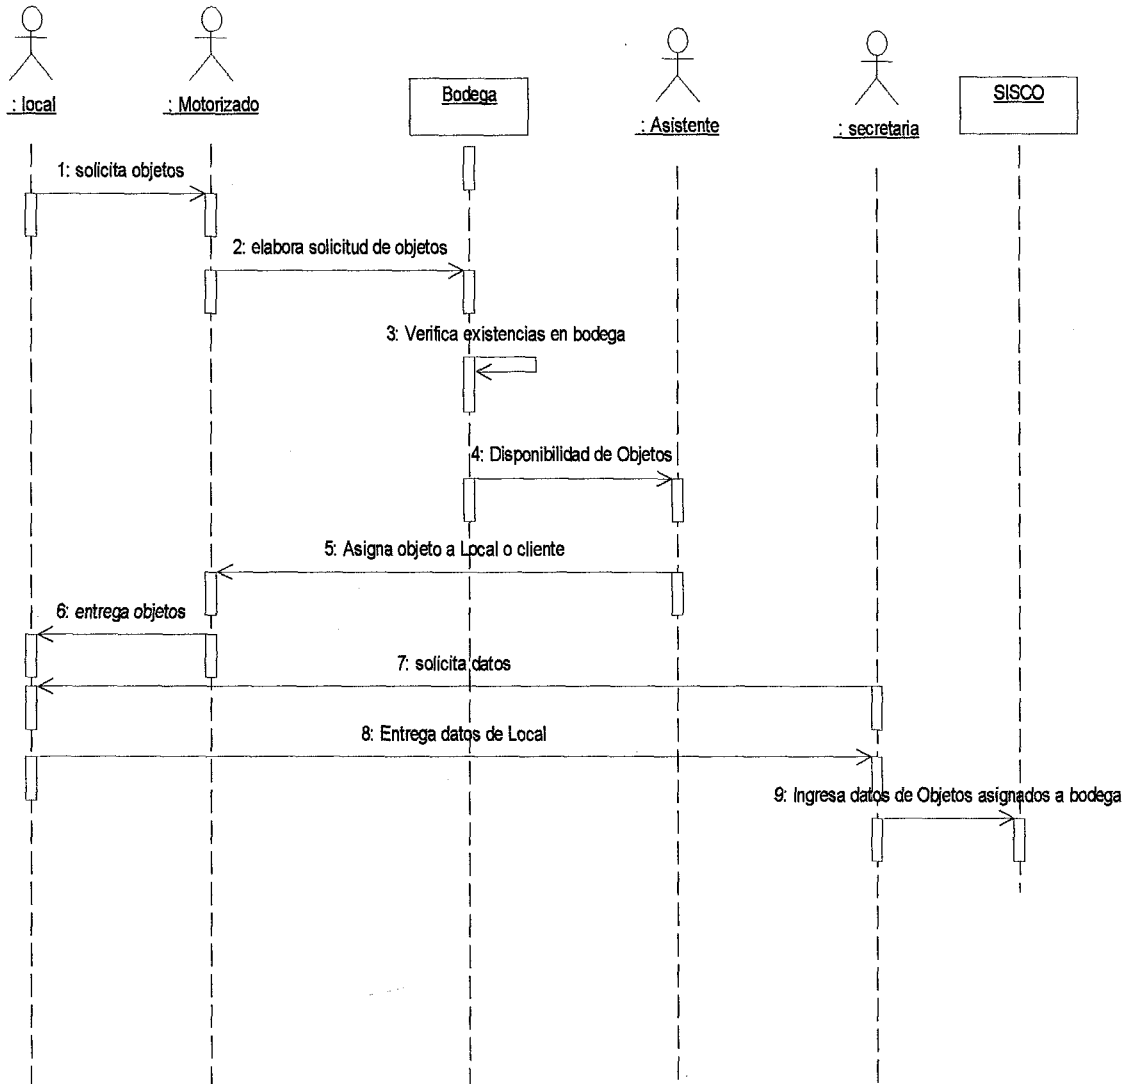 : local
: Motorizado
Bodega
: Asistente
: secretaria
SISCO
1: solicita objetos
2: elabora solicitud de objetos
3: Verifica existencias en bodega
4: Disponibilidad de Objetos
5: Asigna objeto a Local o cliente
6: entrega objetos
7: solicita datos
8: Entrega datos de Local
9: Ingresa datos de Objetos asignados a bodega